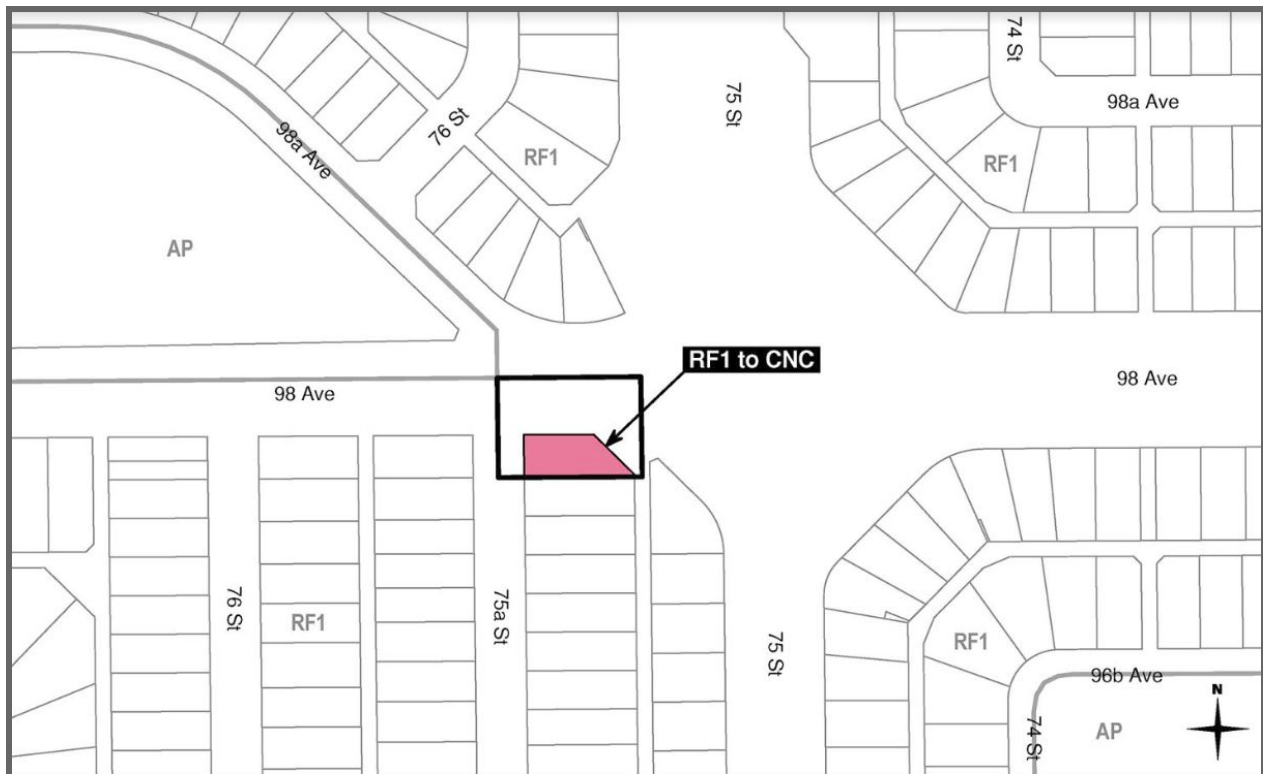 74 St
75 St
98a Ave
76 St
98a Ave
RF1
RF1
AP
RF1 to CNC
98 Ave
98 Ave
76 St
75a St
RF1
75 St
RF1
96b Ave
N
74 St
AP